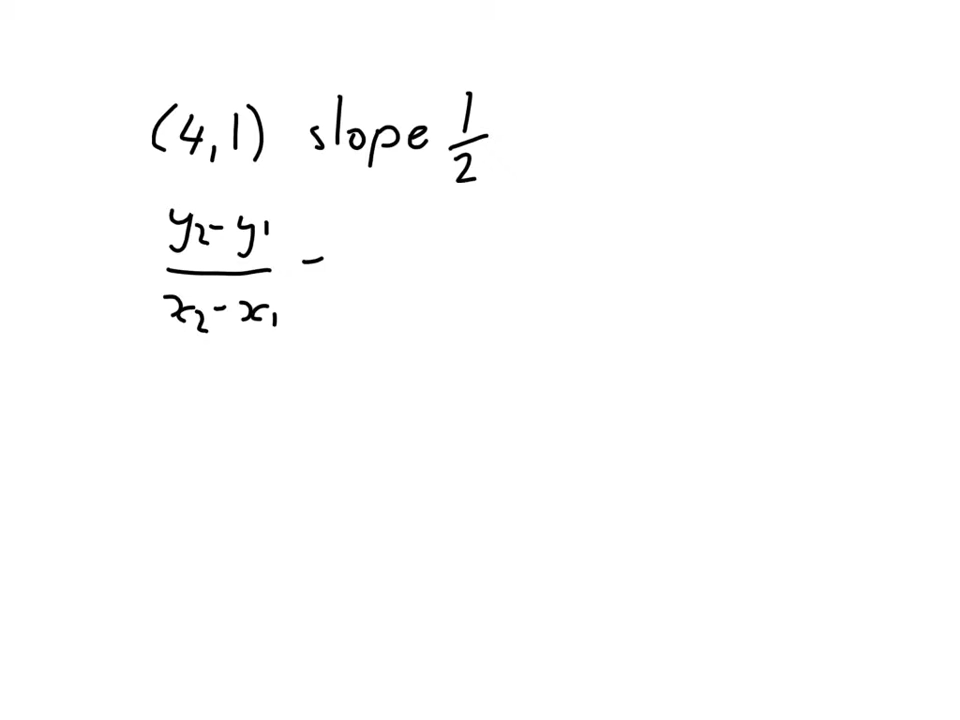 (4,1) slope 1/2
y₂ - y₁
x₂ - x₁ -